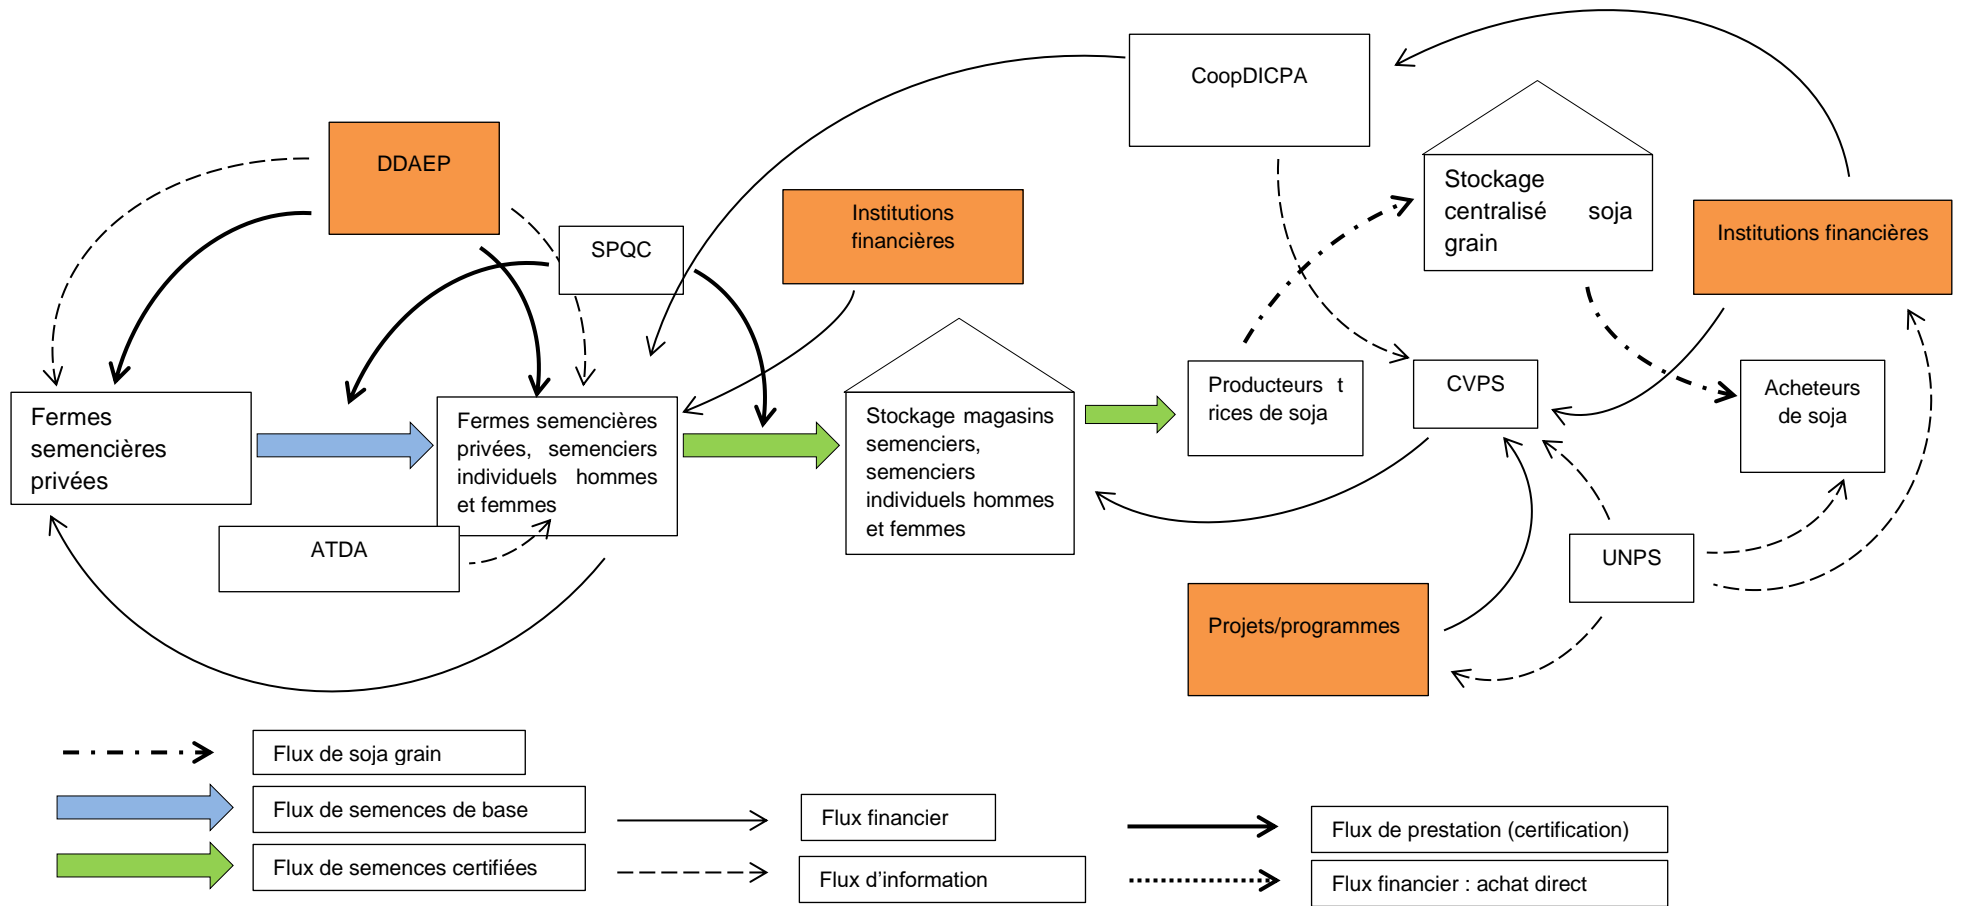 CoopDICPA
DDAEP
Stockage
centralisé soja
grain
Institutions
financières
SPQC
Institutions financières
Fermes
semencières
privées
Fermes semencières
privées, semenciers
individuels hommes
et femmes
Stockage magasins
semenciers,
semenciers
individuels hommes
et femmes
Producteurs t
rices de soja
CVPS
Acheteurs
de soja
ATDA
UNPS
Projets/programmes
Flux de soja grain
Flux de semences de base
Flux de semences certifiées
Flux financier
Flux d’information
Flux de prestation (certification)
Flux financier : achat direct